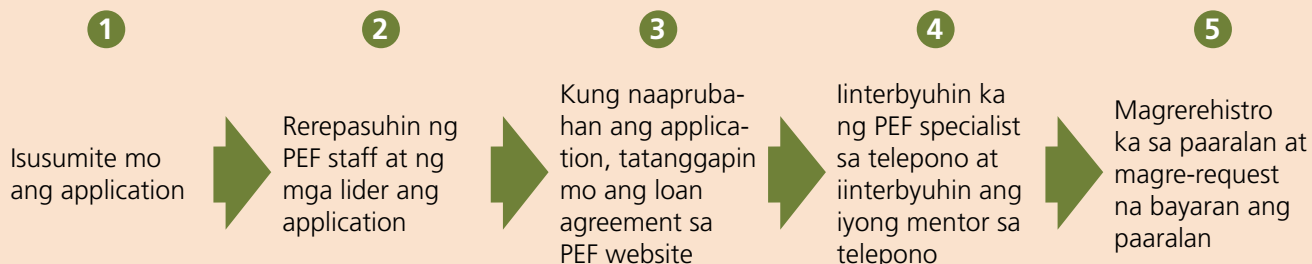 1
Isusumite mo
ang application
2
Rerepasuhin ng
PEF staff at ng
mga lider ang
application
3
Kung naapruba-
han ang applica-
tion, tatanggapin
mo ang loan
agreement sa
PEF website
4
Iinterbyuhin ka
ng PEF specialist
sa telepono at
iinterbyuhin ang
iyong mentor sa
telepono
5
Magrerehistro
ka sa paaralan at
magre-request
na bayaran ang
paaralan